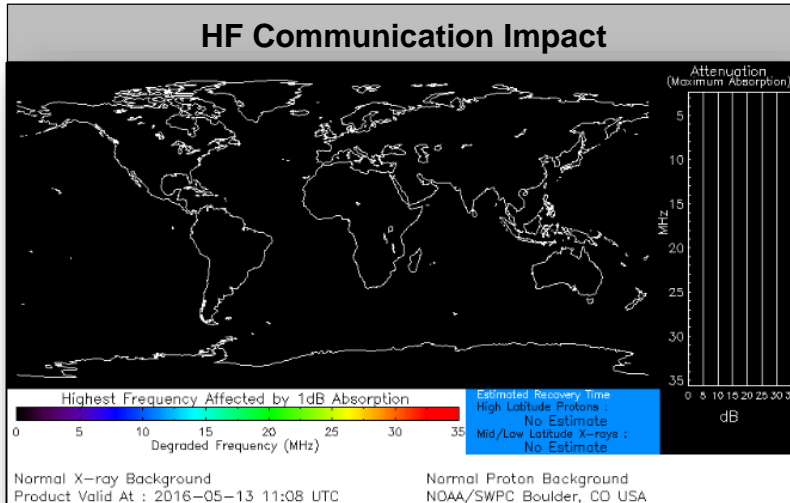 HF Communication Impact
Attenuation
(Maximum Absorption)
5
10
15
20
25
30
35
MHz
0 5 10 15 20 25 30
dB
Highest Frequency Affected by 1dB Absorption
0 5 10 15 20 25 30 35
Degraded Frequency (MHz)
Estimated Recovery Time
High Latitude Protons :
No Estimate
Mid/Low Latitude X-rays :
No Estimate
Normal X-ray Background
Product Valid At : 2016-05-13 11:08 UTC
Normal Proton Background
NOAA/SWPC Boulder, CO USA